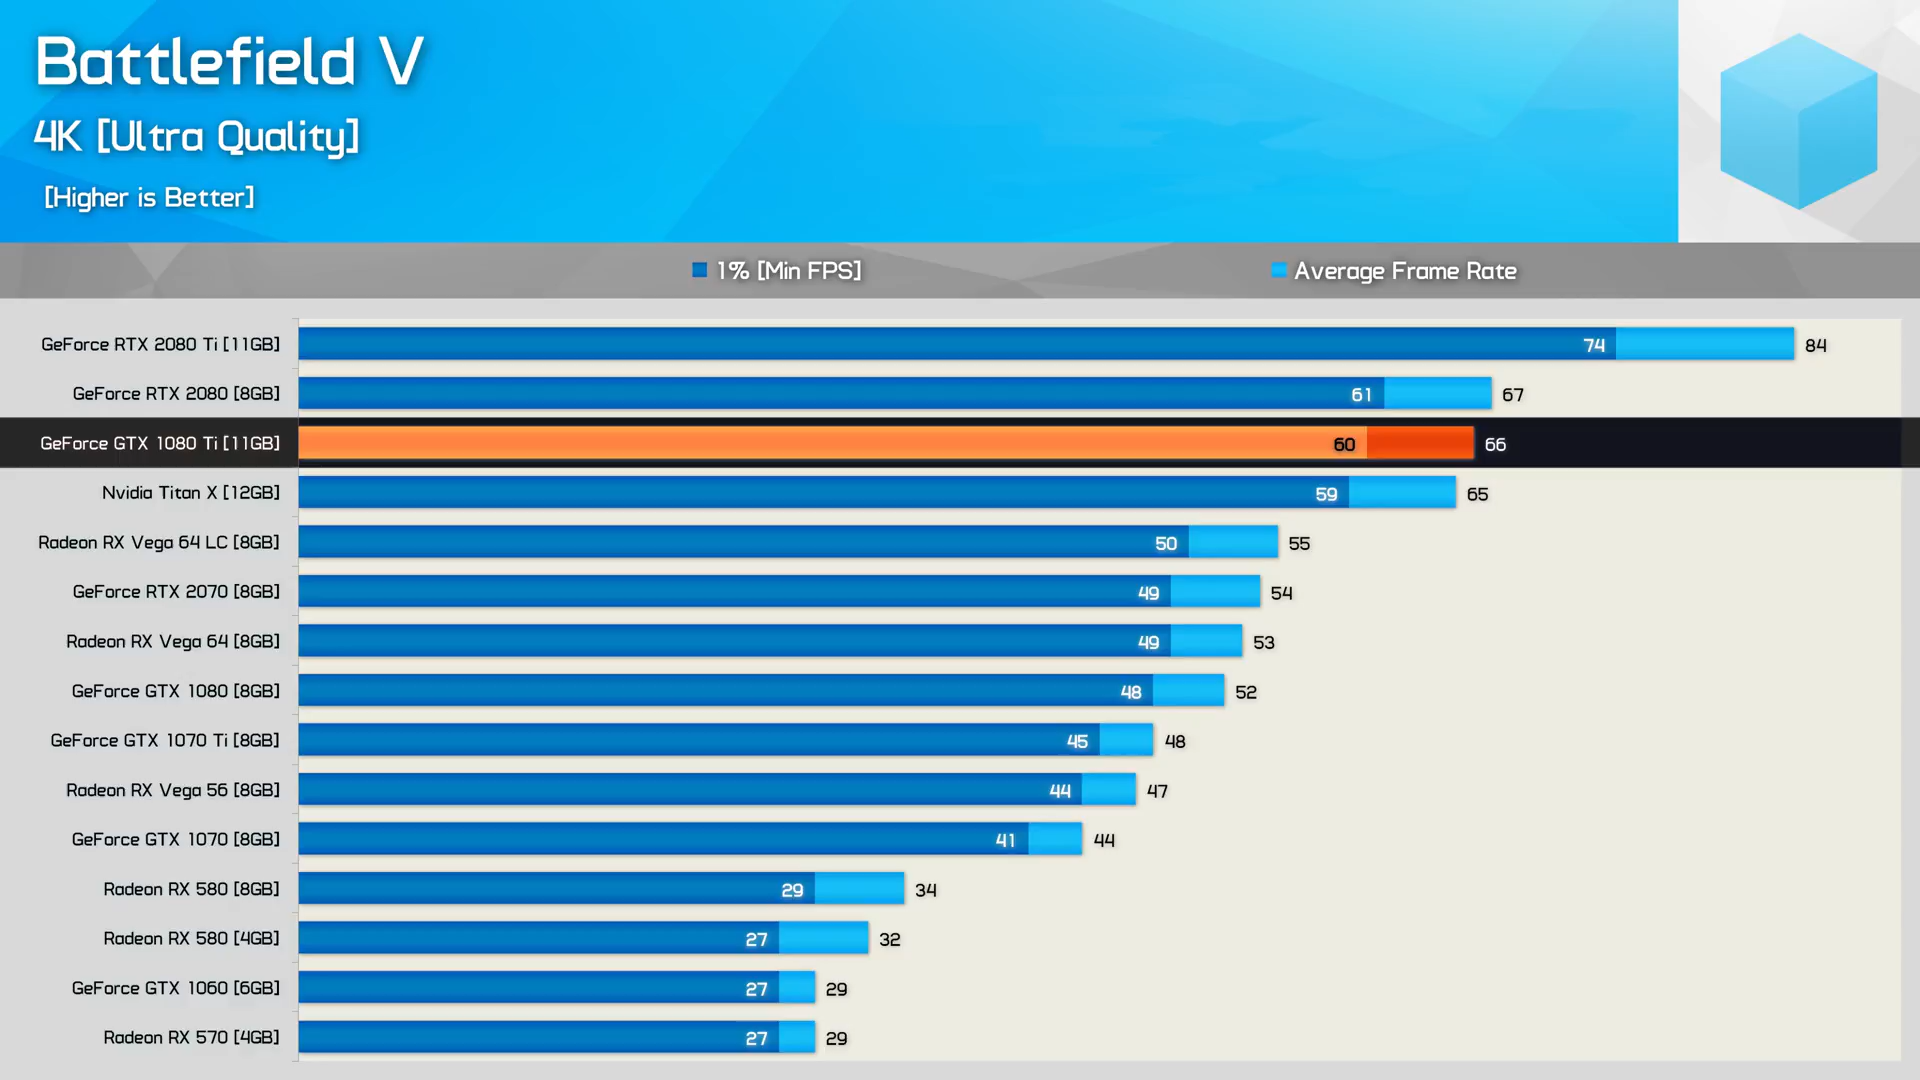 Battlefield V
4K [Ultra Quality]
[Higher is Better]
1% [Min FPS] Average Frame Rate
GeForce RTX 2080 Ti [11GB] 74 84
GeForce RTX 2080 [8GB] 61 67
GeForce GTX 1080 Ti [11GB] 60 66
Nvidia Titan X [12GB] 59 65
Radeon RX Vega 64 LC [8GB] 50 55
GeForce RTX 2070 [8GB] 49 54
Radeon RX Vega 64 [8GB] 49 53
GeForce GTX 1080 [8GB] 48 52
GeForce GTX 1070 Ti [8GB] 45 48
Radeon RX Vega 56 [8GB] 44 47
GeForce GTX 1070 [8GB] 41 44
Radeon RX 580 [8GB] 29 34
Radeon RX 580 [4GB] 27 32
GeForce GTX 1060 [6GB] 27 29
Radeon RX 570 [4GB] 27 29